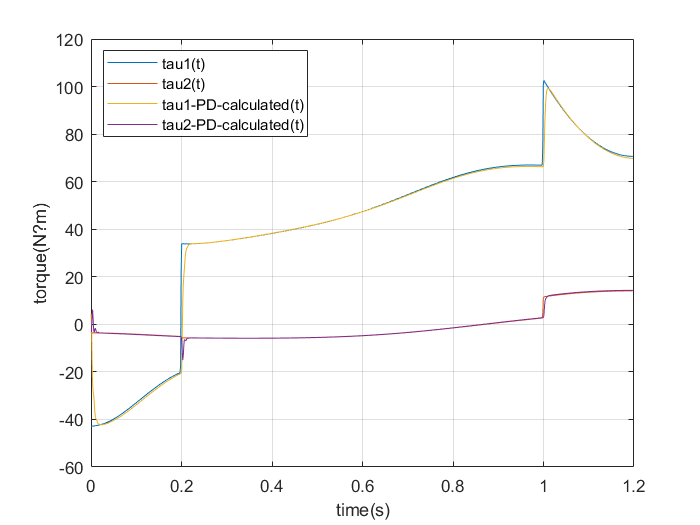 120
100
80
60
40
20
0
-20
-40
-60
torque(N?m)
tau1(t)
tau2(t)
tau1-PD-calculated(t)
tau2-PD-calculated(t)
0 0.2 0.4 0.6 0.8 1 1.2
time(s)